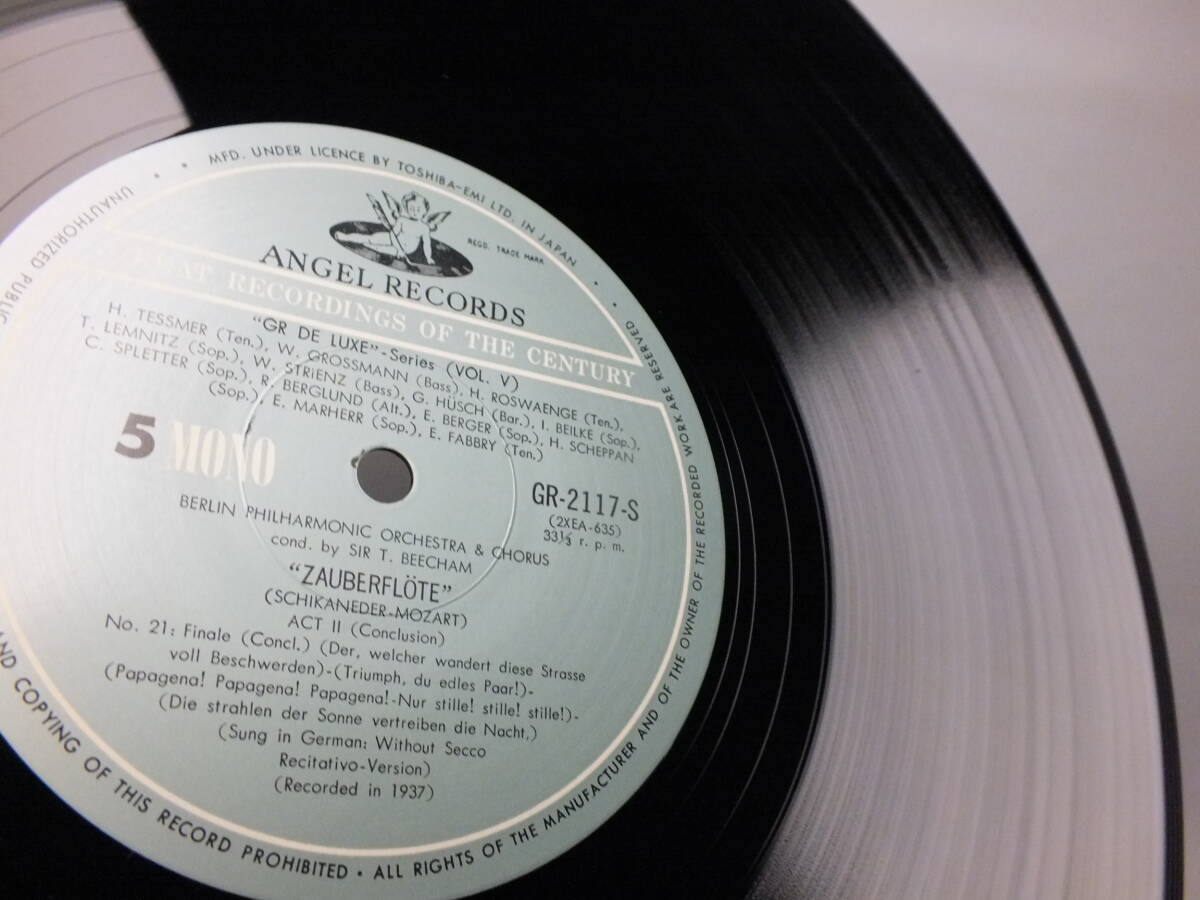 MFD. UNDER LICENCE BY TOSHIBA-EMI LTD. IN JAPAN
REGD. TRADE MARK
ANGEL RECORDS
RECORDINGS OF THE CENTURY
"GR DE LUXE"-Series (VOL. V)
H. TESSMER (Ten.), W. GROSSMANN (Bass), H. ROSWAENGE (Ten.),
T. LEMNITZ (Sop.), W. STRiENZ (Bass), G. HÜSCH (Bar.), I. BEILKE (Sop.),
C. SPLETTER (Sop.), R. BERGLUND (Alt.), E. BERGER (Sop.), H. SCHEPPAN
(Sop.), E. MARHERR (Sop.), E. FABBRY (Ten.)
5 MONO
GR-2117-S
(2XEA-635)
33⅓ r. p. m.
BERLIN PHILHARMONIC ORCHESTRA & CHORUS
cond. by SIR T. BEECHAM
"ZAUBERFLÖTE"
(SCHIKANEDER-MOZART)
ACT II (Conclusion)
No. 21: Finale (Concl.) (Der, welcher wandert diese Strasse
voll Beschwerden)-(Triumph, du edles Paar!)-
(Papagena! Papagena! Papagena!-Nur stille! stille! stille!)-
(Die strahlen der Sonne vertreiben die Nacht,)
(Sung in German: Without Secco
Recitativo-Version)
(Recorded in 1937)
UNAUTHORIZED
COPYING OF THIS RECORD PROHIBITED • ALL RIGHTS OF THE MANUFACTURER AND OF THE OWNER OF THE RECORDED WORK ARE RESERVED